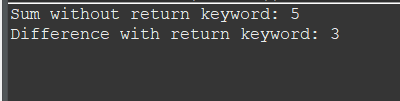 Sum without return keyword: 5
Difference with return keyword: 3